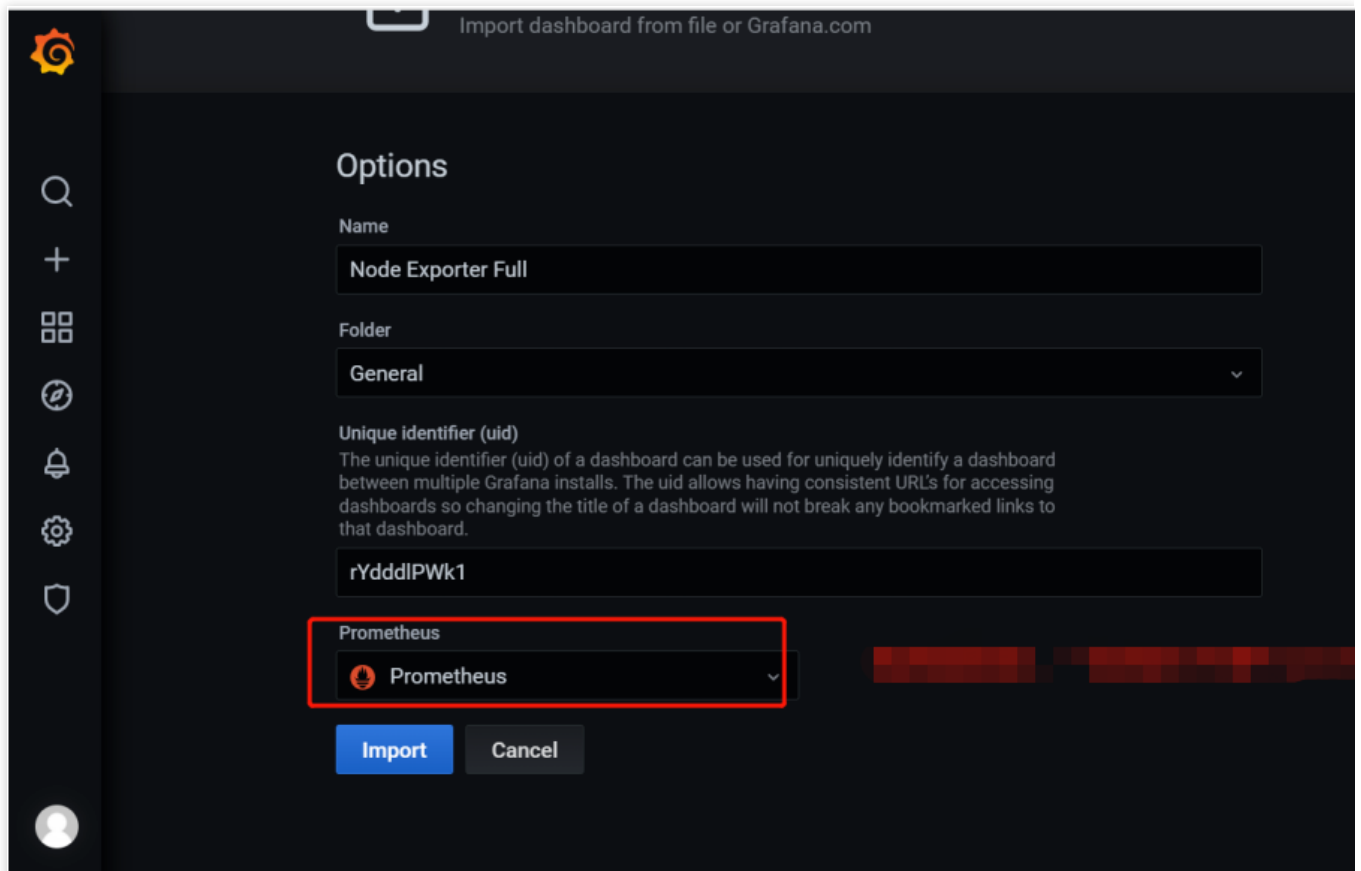 Import dashboard from file or Grafana.com
Options
Name
Node Exporter Full
Folder
General
Unique identifier (uid)
The unique identifier (uid) of a dashboard can be used for uniquely identify a dashboard
between multiple Grafana installs. The uid allows having consistent URL's for accessing
dashboards so changing the title of a dashboard will not break any bookmarked links to
that dashboard.
rYdddlPWk1
Prometheus
Prometheus
Import
Cancel